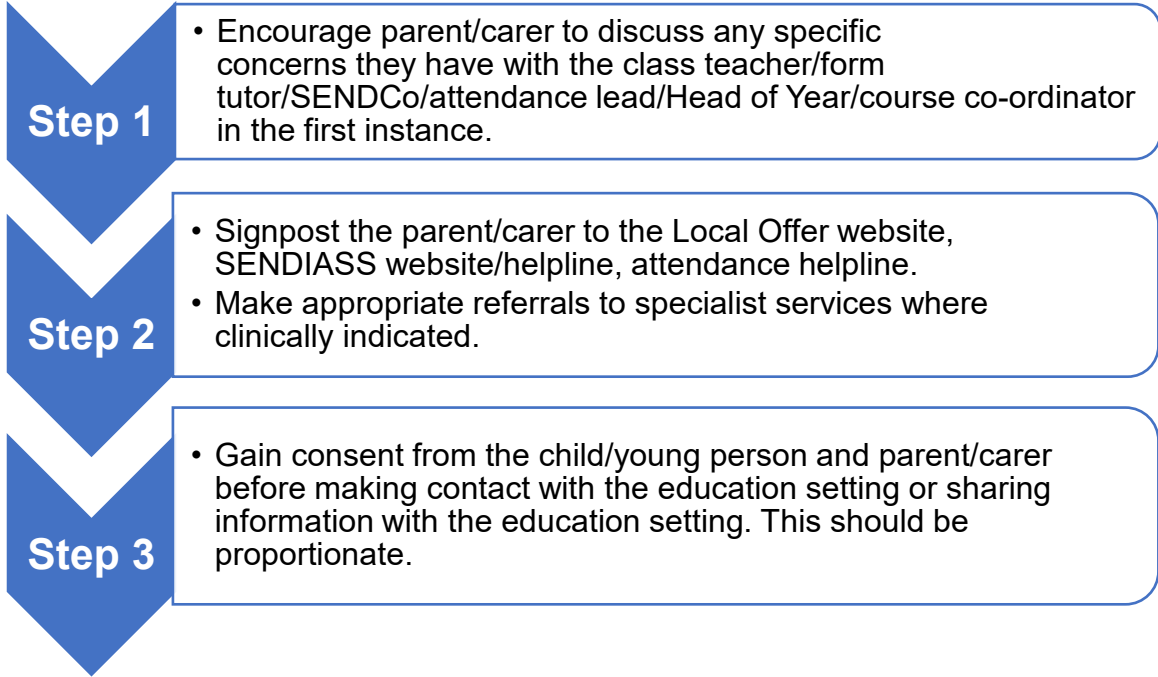 Step 1
• Encourage parent/carer to discuss any specific
concerns they have with the class teacher/form
tutor/SENDCo/attendance lead/Head of Year/course co-ordinator
in the first instance.
Step 2
• Signpost the parent/carer to the Local Offer website,
SENDIASS website/helpline, attendance helpline.
• Make appropriate referrals to specialist services where
clinically indicated.
Step 3
• Gain consent from the child/young person and parent/carer
before making contact with the education setting or sharing
information with the education setting. This should be
proportionate.